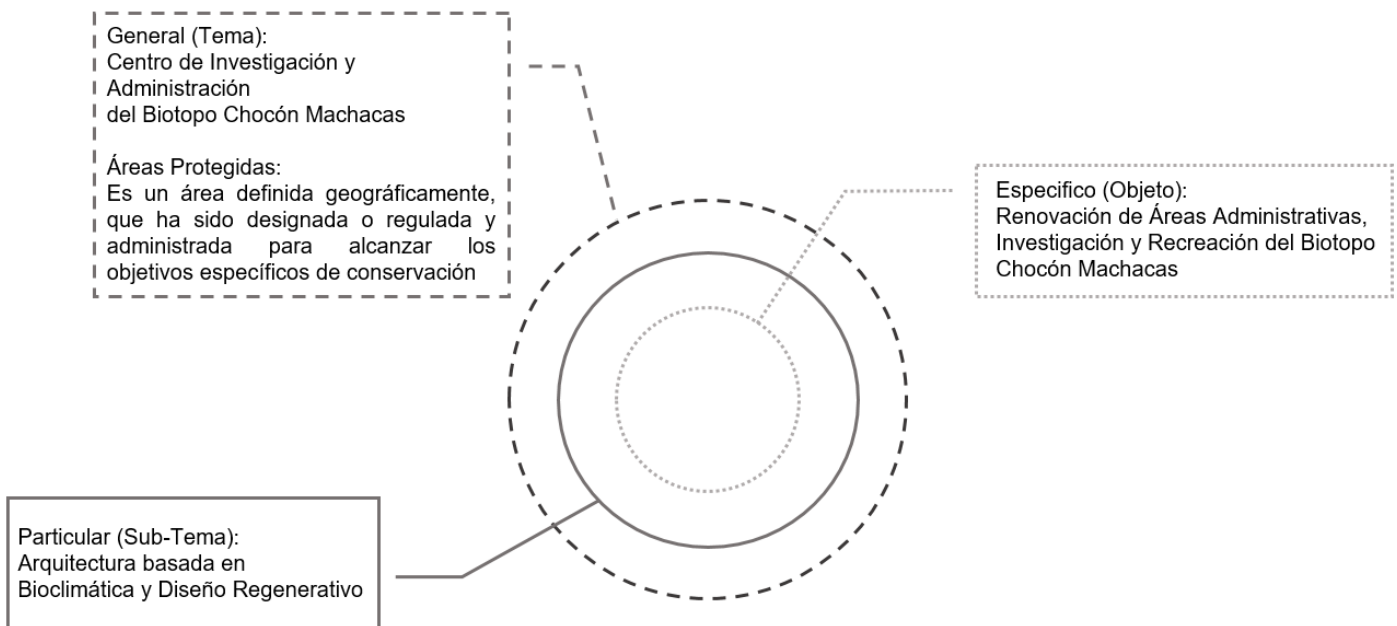 General (Tema):
Centro de Investigación y
Administración
del Biotopo Chocón Machacas
Áreas Protegidas:
Es un área definida geográficamente,
que ha sido designada o regulada y
administrada para alcanzar los
objetivos específicos de conservación
Especifico (Objeto):
Renovación de Áreas Administrativas,
Investigación y Recreación del Biotopo
Chocón Machacas
Particular (Sub-Tema):
Arquitectura basada en
Bioclimática y Diseño Regenerativo